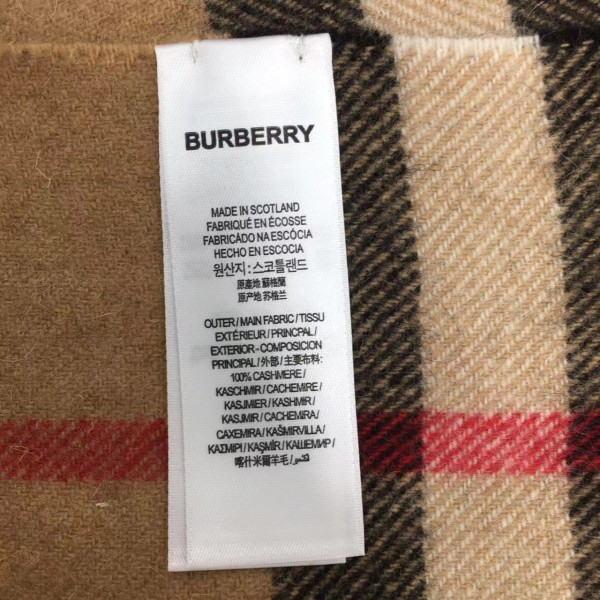 BURBERRY
MADE IN SCOTLAND
FABRIQUÉ EN ÉCOSSE
FABRICADO NA ESCÓCIA
HECHO EN ESCOCIA
원산지 : 스코틀랜드
原產地 蘇格蘭
原产地 苏格兰
OUTER / MAIN FABRIC / TISSU
EXTÉRIEUR / PRINCPAL /
EXTERIOR - COMPOSICION
PRINCIPAL / 外部 / 主要布料:
100% CASHMERE /
KASCHMIR / CACHEMIRE /
KASJMIER / KASHMIR /
KASJMIR / CACHEMIRA /
CAXEMIRA / KAŠMIRVILLA /
ΚΑΣΜΙΡΙ / KAŞMİR / КАШЕМИР /
喀什米爾羊毛 /